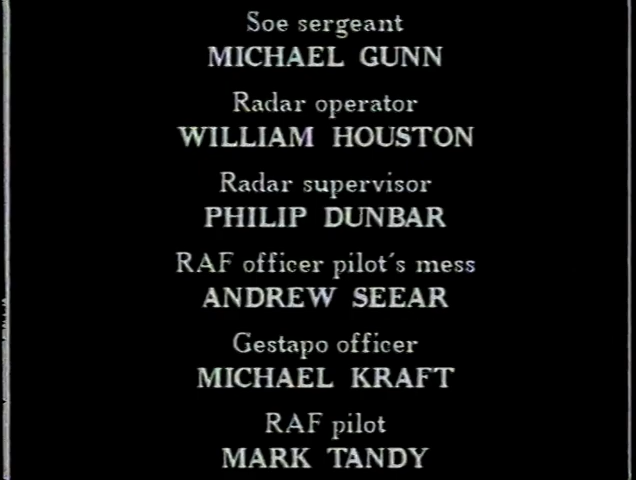 Soe sergeant
MICHAEL GUNN
Radar operator
WILLIAM HOUSTON
Radar supervisor
PHILIP DUNBAR
RAF officer pilot's mess
ANDREW SEEAR
Gestapo officer
MICHAEL KRAFT
RAF pilot
MARK TANDY